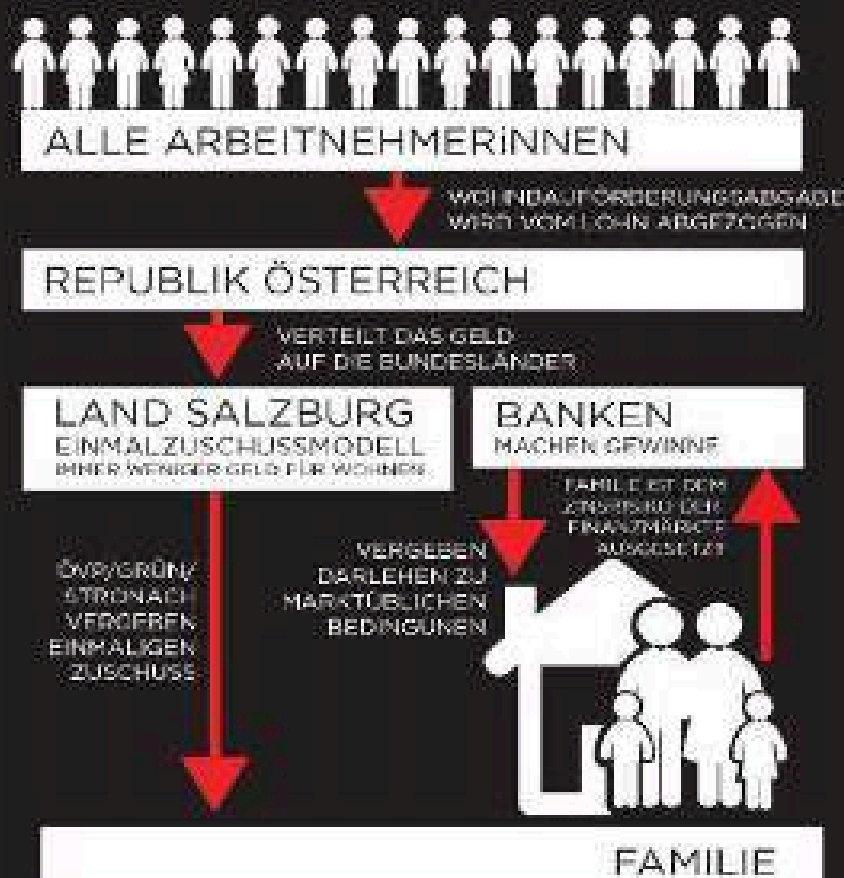 ALLE ARBEITNEHMERiNNEN
WOHNBAUFÖRDERUNGSABGABE
WIRD VOM LOHN ABGEZOGEN
REPUBLIK ÖSTERREICH
VERTEILT DAS GELD
AUF DIE BUNDESLÄNDER
LAND SALZBURG
EINMALZUSCHUSSMODELL
IMMER WENIGER GELD FÜR WOHNEN
BANKEN
MACHEN GEWINNE
FAMILIE IST DEM
ZINSRISIKO DER
FINANZMÄRKTE
AUSGESETZT
ÖVP/GRÜN/
STRONACH
VERGEBEN
EINMALIGEN
ZUSCHUSS
VERGEBEN
DARLEHEN ZU
MARKTÜBLICHEN
BEDINGUNEN
FAMILIE